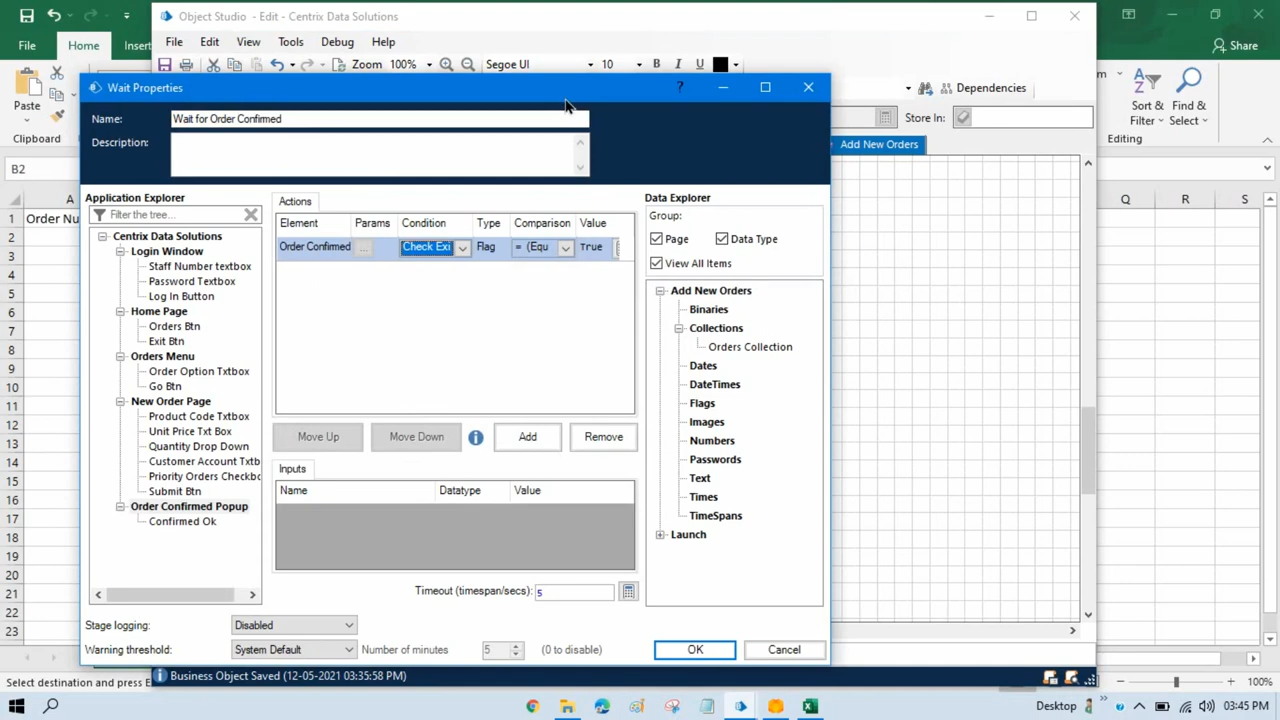 Object Studio - Edit - Centrix Data Solutions
File Edit View Tools Debug Help
File Home Insert
Share
Zoom 100% Segoe UI 10 B I U
Paste
Clipboard
Wait Properties
?
Dependencies
Name: Wait for Order Confirmed
Description:
Store In:
Add New Orders
Sort & Filter
Find & Select
Editing
B2
Application Explorer
Filter the tree...
Centrix Data Solutions
Login Window
Staff Number textbox
Password Textbox
Log In Button
Home Page
Orders Btn
Exit Btn
Orders Menu
Order Option Txtbox
Go Btn
New Order Page
Product Code Txtbox
Unit Price Txt Box
Quantity Drop Down
Customer Account Txtb
Priority Orders Checkbo
Submit Btn
Order Confirmed Popup
Confirmed Ok
Actions
Element Params Condition Type Comparison Value
Order Confirmed ... Check Exi Flag = (Equ True
Move Up Move Down Add Remove
Inputs
Name Datatype Value
Timeout (timespan/secs): 5
Data Explorer
Group:
Page Data Type
View All Items
Add New Orders
Binaries
Collections
Orders Collection
Dates
DateTimes
Flags
Images
Numbers
Passwords
Text
Times
TimeSpans
Launch
Stage logging: Disabled
Warning threshold: System Default Number of minutes 5 (0 to disable)
OK Cancel
A Q R S
1 Order Nu
2
3
4
5
6
7
8
9
10
11
12
13
14
15
16
17
18
19
20
21
22
23
Select destination and press E
Business Object Saved (12-05-2021 03:35:58 PM)
100%
Desktop 03:45 PM